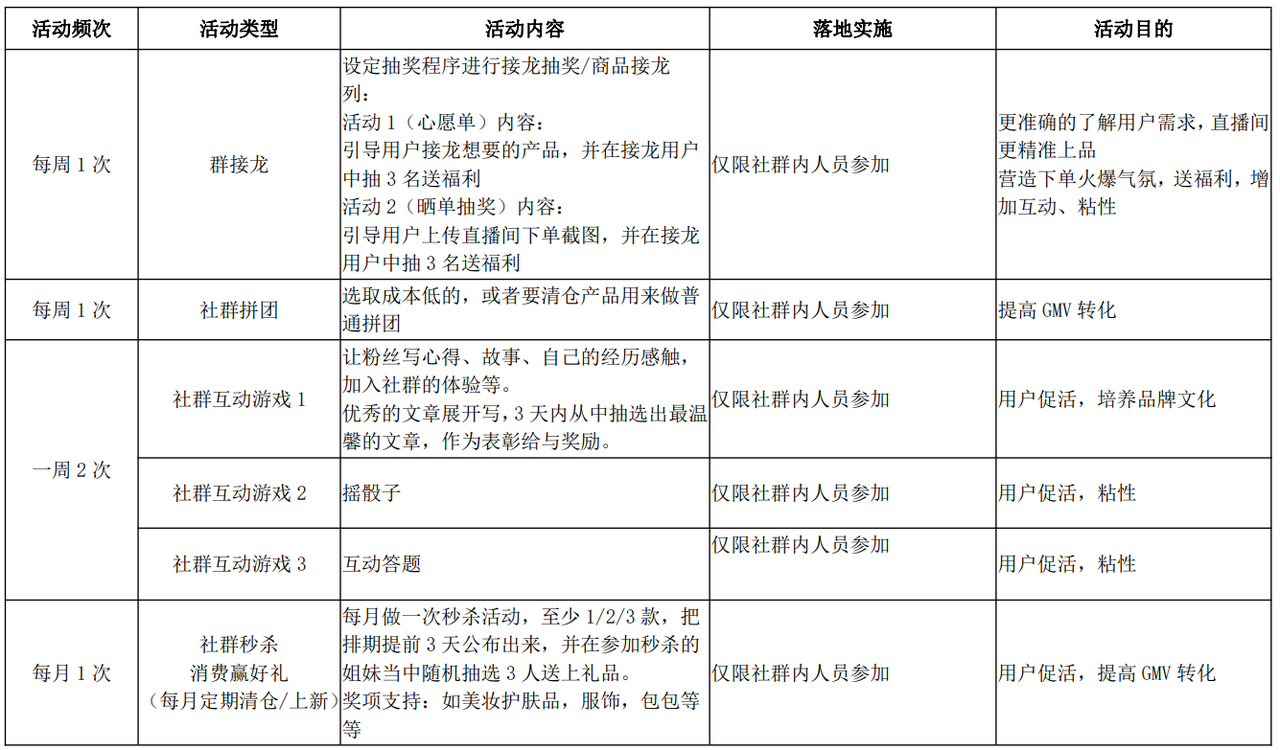 活动频次 活动类型 活动内容 落地实施 活动目的
每周 1 次
群接龙
设定抽奖程序进行接龙抽奖/商品接龙
列：
活动 1（心愿单）内容：
引导用户接龙想要的产品，并在接龙用户
中抽 3 名送福利
活动 2（晒单抽奖）内容：
引导用户上传直播间下单截图，并在接龙
用户中抽 3 名送福利
仅限社群内人员参加
更准确的了解用户需求，直播间
更精准上品
营造下单火爆气氛，送福利，增
加互动、粘性
每周 1 次
社群拼团
选取成本低的，或者要清仓产品用来做普
通拼团
仅限社群内人员参加
提高 GMV 转化
一周 2 次
社群互动游戏 1
让粉丝写心得、故事、自己的经历感触，
加入社群的体验等。
优秀的文章展开写，3 天内从中抽选出最温
馨的文章，作为表彰给与奖励。
仅限社群内人员参加
用户促活，培养品牌文化
社群互动游戏 2
摇骰子
仅限社群内人员参加
用户促活，粘性
社群互动游戏 3
互动答题
仅限社群内人员参加
用户促活，粘性
每月 1 次
社群秒杀
消费赢好礼
（每月定期清仓/上新）
每月做一次秒杀活动，至少 1/2/3 款，把
排期提前 3 天公布出来，并在参加秒杀的
姐妹当中随机抽选 3 人送上礼品。
奖项支持：如美妆护肤品，服饰，包包等
等
仅限社群内人员参加
用户促活，提高 GMV 转化